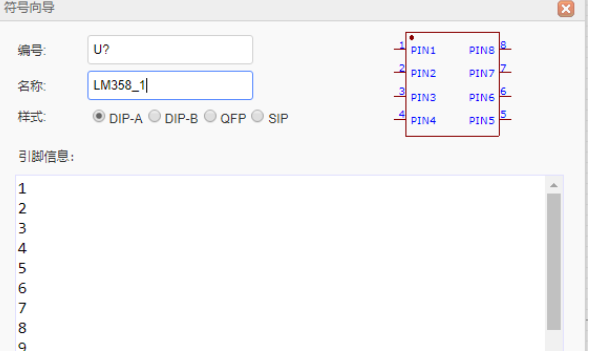 符号向导
编号: U?
名称: LM358_1
样式: DIP-A DIP-B QFP SIP
引脚信息:
1 PIN1 PIN8 8
2 PIN2 PIN7 7
3 PIN3 PIN6 6
4 PIN4 PIN5 5
1
2
3
4
5
6
7
8
9